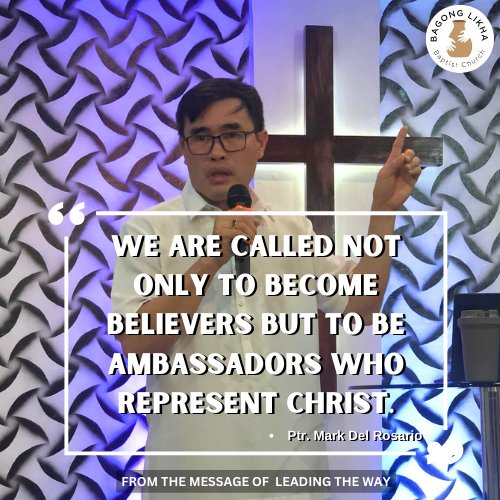 BAGONG LIKHA
Baptist Church
WE ARE CALLED NOT
ONLY TO BECOME
BELIEVERS BUT TO BE
AMBASSADORS WHO
REPRESENT CHRIST.
• Ptr. Mark Del Rosario
FROM THE MESSAGE OF LEADING THE WAY